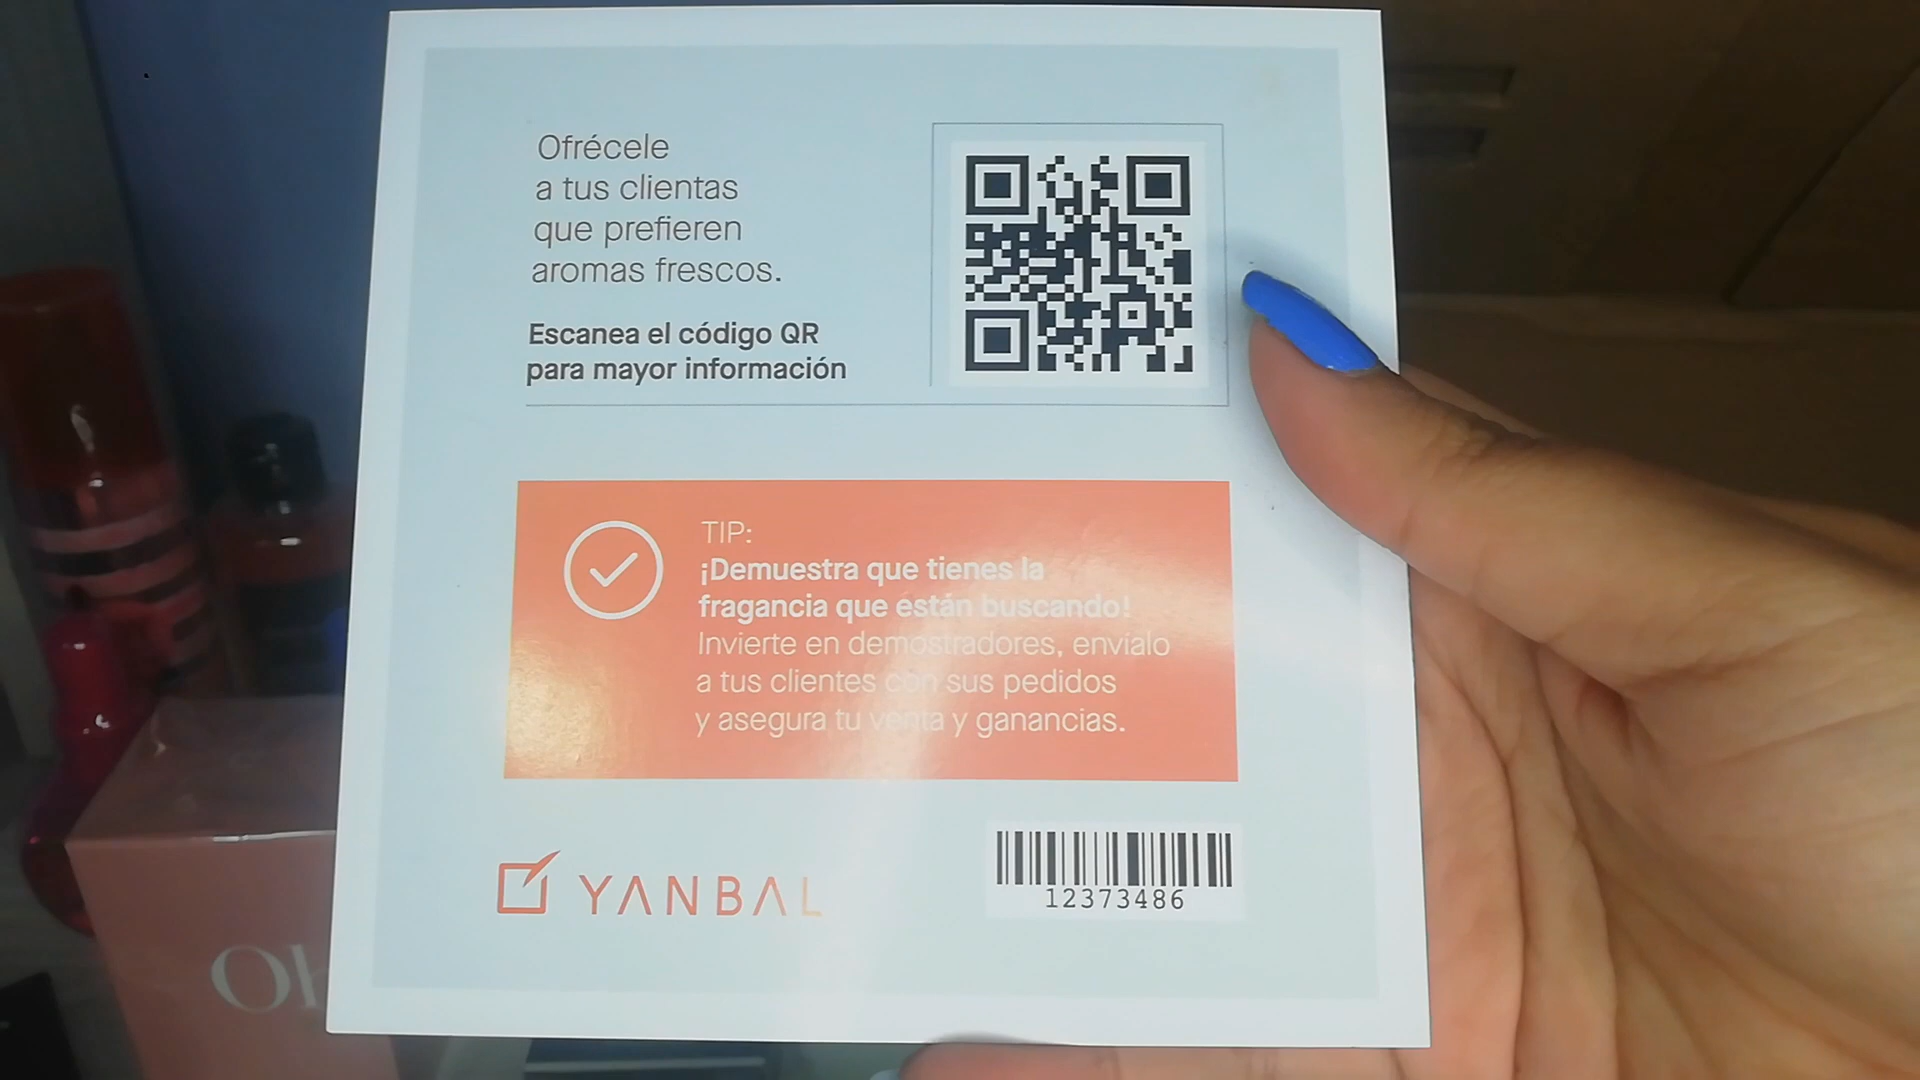 Ofrécele
a tus clientas
que prefieren
aromas frescos.
Escanea el código QR
para mayor información
TIP:
¡Demuestra que tienes la
fragancia que están buscando!
Invierte en demostradores, envíalo
a tus clientes con sus pedidos
y asegura tu venta y ganancias.
YANBAL
12373486